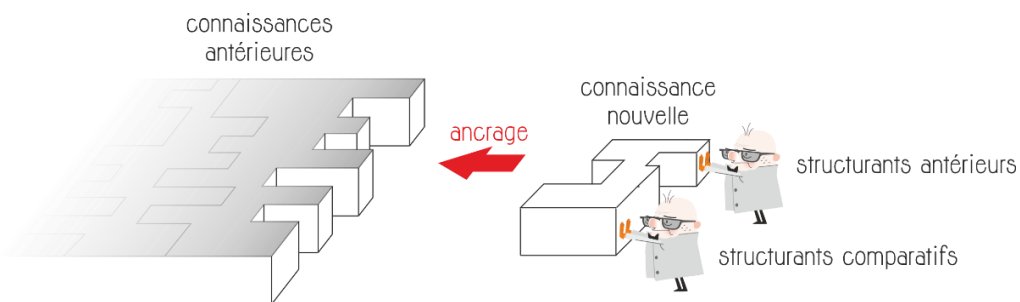 connaissances
antérieures
connaissance
nouvelle
ancrage
structurants antérieurs
structurants comparatifs